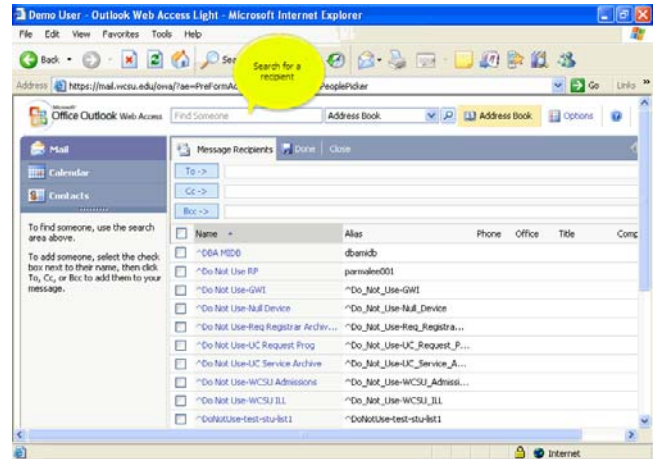 Demo User - Outlook Web Access Light - Microsoft Internet Explorer
File Edit View Favorites Tools Help
Back
Search for a
recipient
Address https://mail.wcsu.edu/owa/?ae=PreFormAc PeoplePicker Go Links »
Microsoft
Office Outlook Web Access Find Someone Address Book Address Book Options
Mail Message Recipients Done Close
Calendar To ->
Contacts Cc ->
Bcc ->
To find someone, use the search
area above.
To add someone, select the check
box next to their name, then click
To, Cc, or Bcc to add them to your
message.
Name Alias Phone Office Title Comp
^DBA MIDB dbamidb
^Do Not Use RP parmalee001
^Do Not Use-GWI ^Do_Not_Use-GWI
^Do Not Use-Null Device ^Do_Not_Use-Null_Device
^Do Not Use-Req Registrar Archiv... ^Do_Not_Use-Req_Registra...
^Do Not Use-UC Request Prog ^Do_Not_Use-UC_Request_P...
^Do Not Use-UC Service Archive ^Do_Not_Use-UC_Service_A...
^Do Not Use-WCSU Admissions ^Do_Not_Use-WCSU_Admissi...
^Do Not Use-WCSU ILL ^Do_Not_Use-WCSU_ILL
^DoNotUse-test-stu-list1 ^DoNotUse-test-stu-list1
Internet